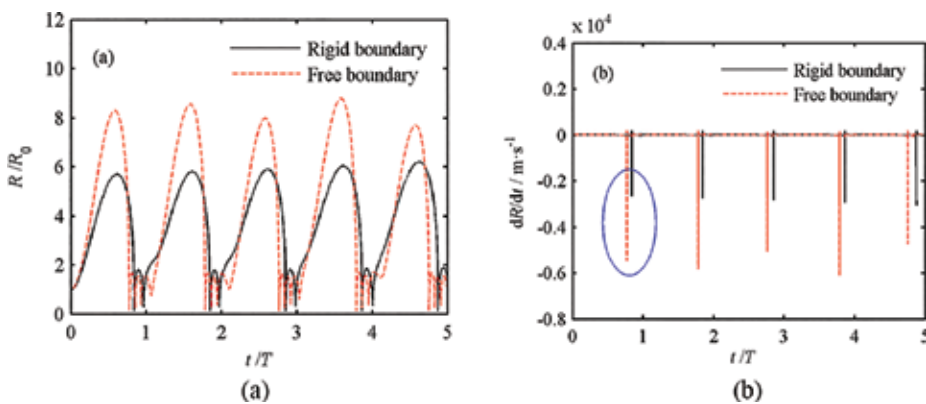 12
10
8
6
4
2
0
R/R0
(a)
Rigid boundary
Free boundary
0 1 2 3 4 5
t/T
(a)
x 10^4
0.4
0.2
0
-0.2
-0.4
-0.6
-0.8
dR/dt / m·s^-1
(b)
Rigid boundary
Free boundary
0 1 2 3 4 5
t/T
(b)